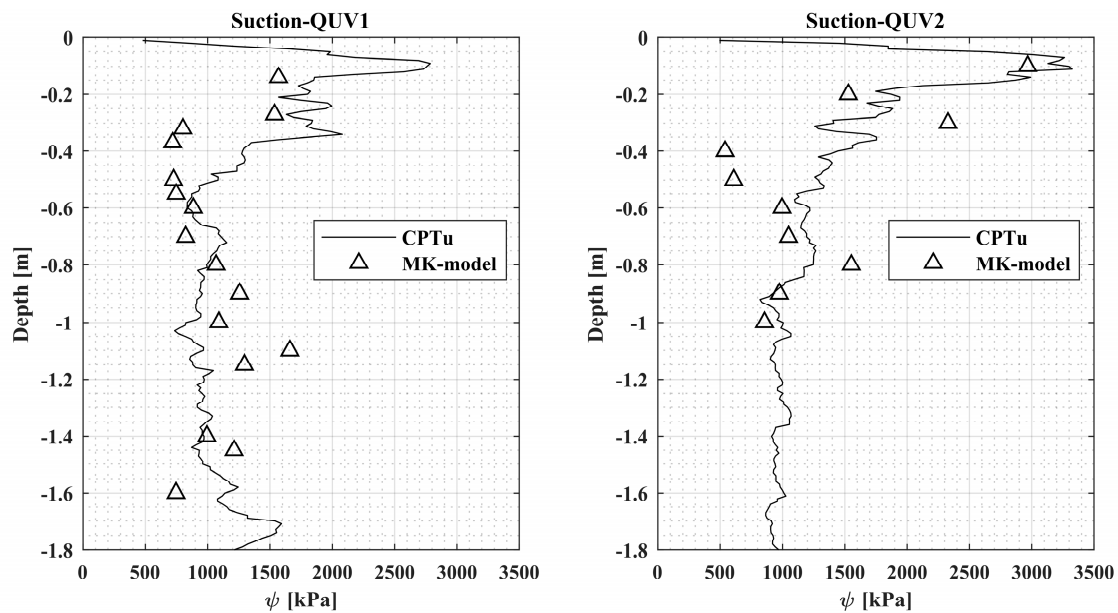 Suction-QUV1
0
-0.2
-0.4
-0.6
-0.8
-1
-1.2
-1.4
-1.6
-1.8
Depth [m]
CPTu
MK-model
0 500 1000 1500 2000 2500 3000 3500
ψ [kPa]
Suction-QUV2
0
-0.2
-0.4
-0.6
-0.8
-1
-1.2
-1.4
-1.6
-1.8
Depth [m]
CPTu
MK-model
0 500 1000 1500 2000 2500 3000 3500
ψ [kPa]